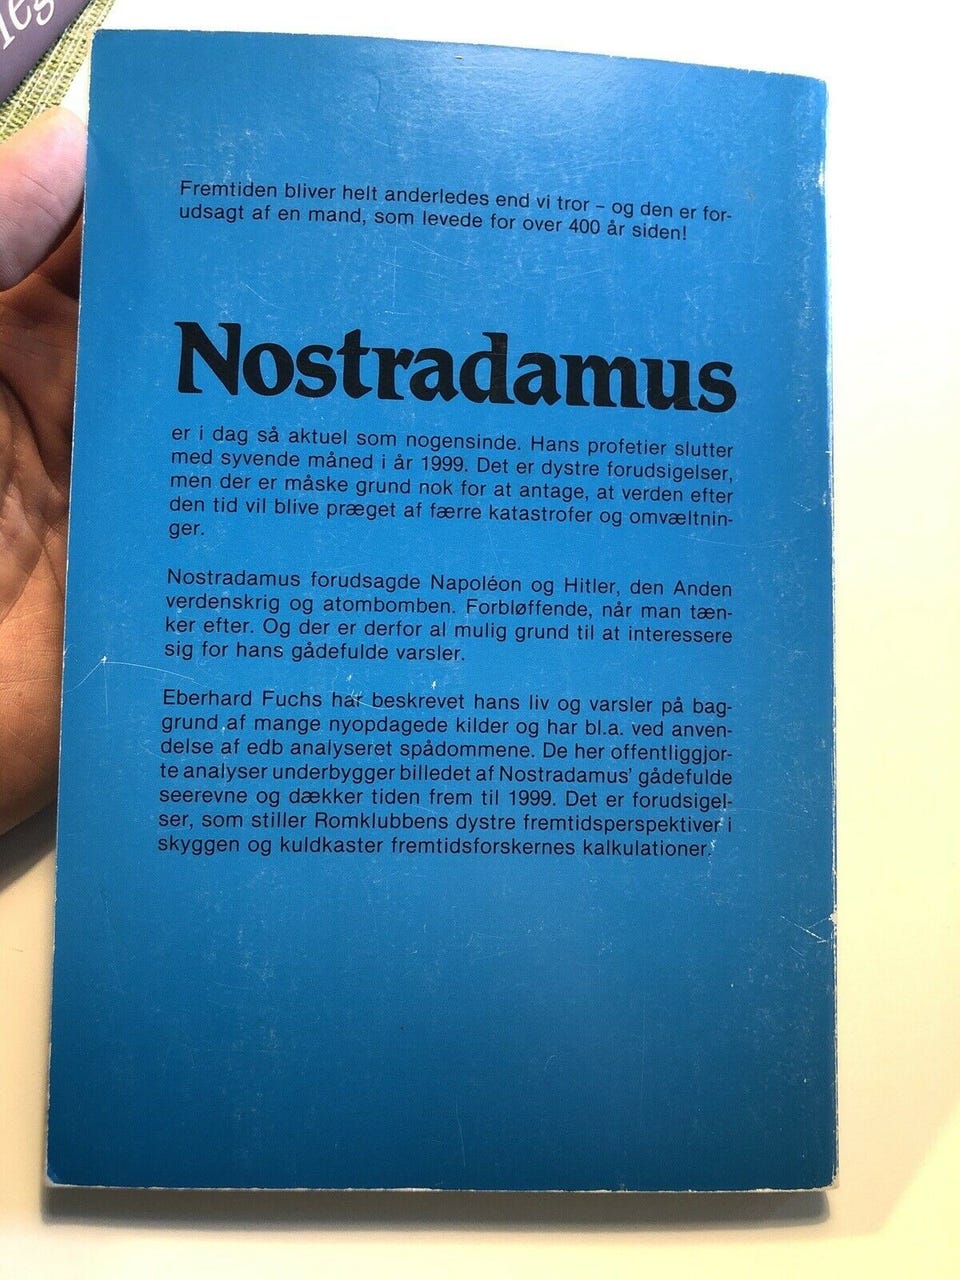 Fremtiden bliver helt anderledes end vi tror – og den er for-
udsagt af en mand, som levede for over 400 år siden!
Nostradamus
er i dag så aktuel som nogensinde. Hans profetier slutter
med syvende måned i år 1999. Det er dystre forudsigelser,
men der er måske grund nok for at antage, at verden efter
den tid vil blive præget af færre katastrofer og omvæltnin-
ger.
Nostradamus forudsagde Napoléon og Hitler, den Anden
verdenskrig og atombomben. Forbløffende, når man tæn-
ker efter. Og der er derfor al mulig grund til at interessere
sig for hans gådefulde varsler.
Eberhard Fuchs har beskrevet hans liv og varsler på bag-
grund af mange nyopdagede kilder og har bl.a. ved anven-
delse af edb analyseret spådommene. De her offentliggjor-
te analyser underbygger billedet af Nostradamus' gådefulde
seerevne og dækker tiden frem til 1999. Det er forudsigel-
ser, som stiller Romklubbens dystre fremtidsperspektiver i
skyggen og kuldkaster fremtidsforskernes kalkulationer.